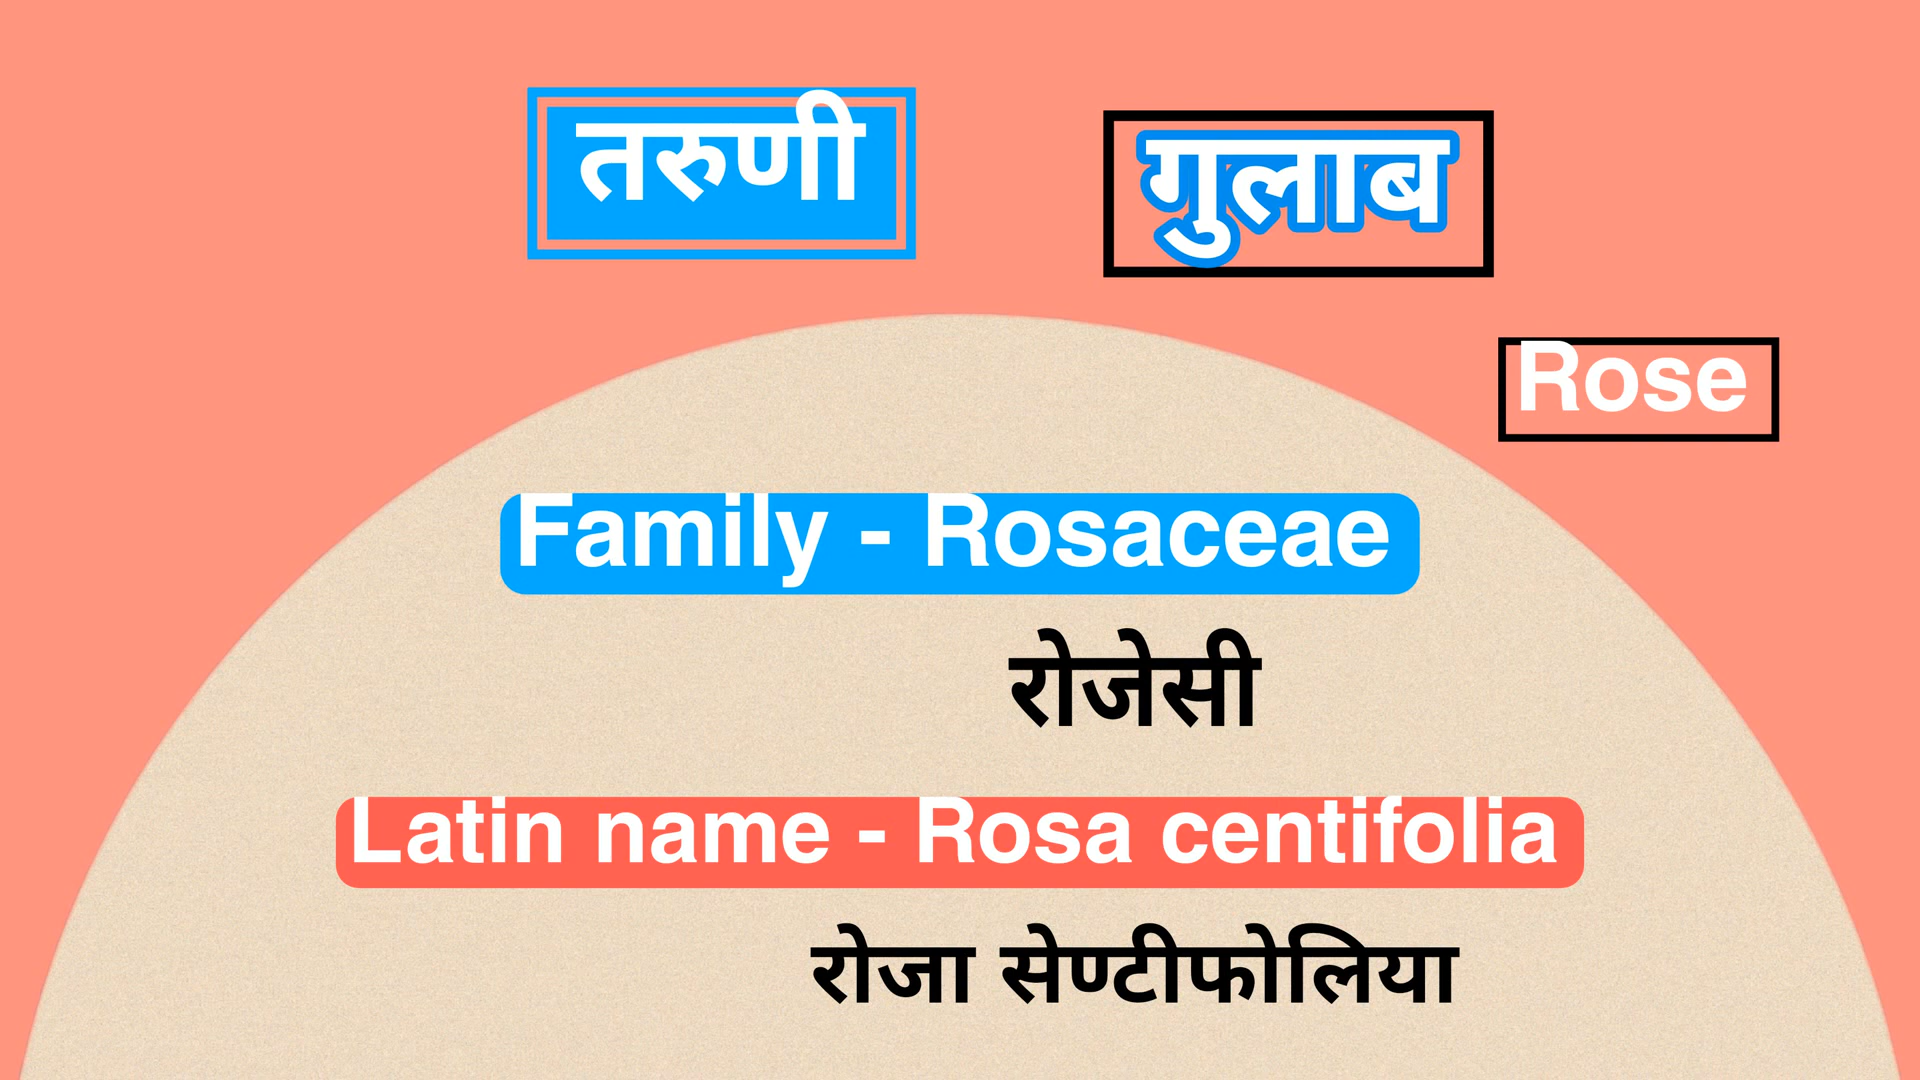 तरुणी
गुलाब
Rose
Family - Rosaceae
रोजेसी
Latin name - Rosa centifolia
रोजा सेण्टीफोलिया